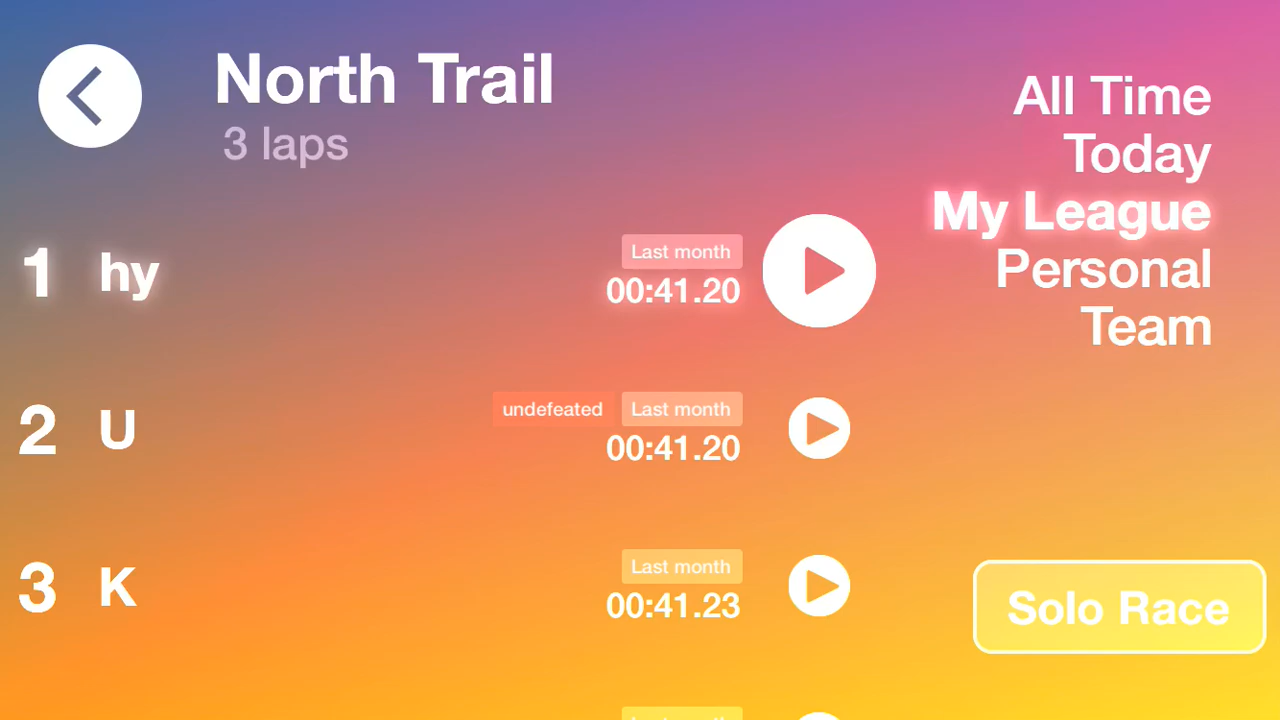 North Trail
3 laps
All Time
Today
My League
Personal
Team
1 hy Last month 00:41.20
2 U undefeated Last month 00:41.20
3 K Last month 00:41.23
Solo Race